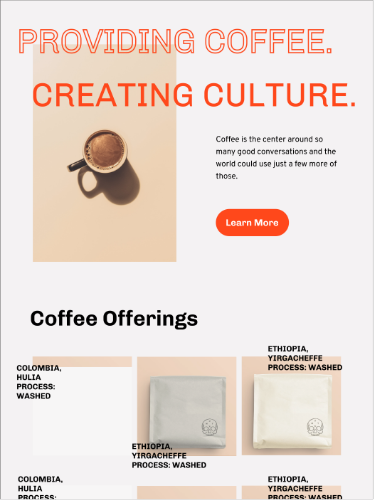 PROVIDING COFFEE.
CREATING CULTURE.
Coffee is the center around so
many good conversations and the
world could use just a few more of
those.
Learn More
Coffee Offerings
COLOMBIA,
HULIA
PROCESS:
WASHED
ETHIOPIA,
YIRGACHEFFE
PROCESS: WASHED
ETHIOPIA,
YIRGACHEFFE
PROCESS: WASHED
COLOMBIA,
HULIA
PROCESS:
ETHIOPIA,
YIRGACHEFFE
PROCESS: WASHED